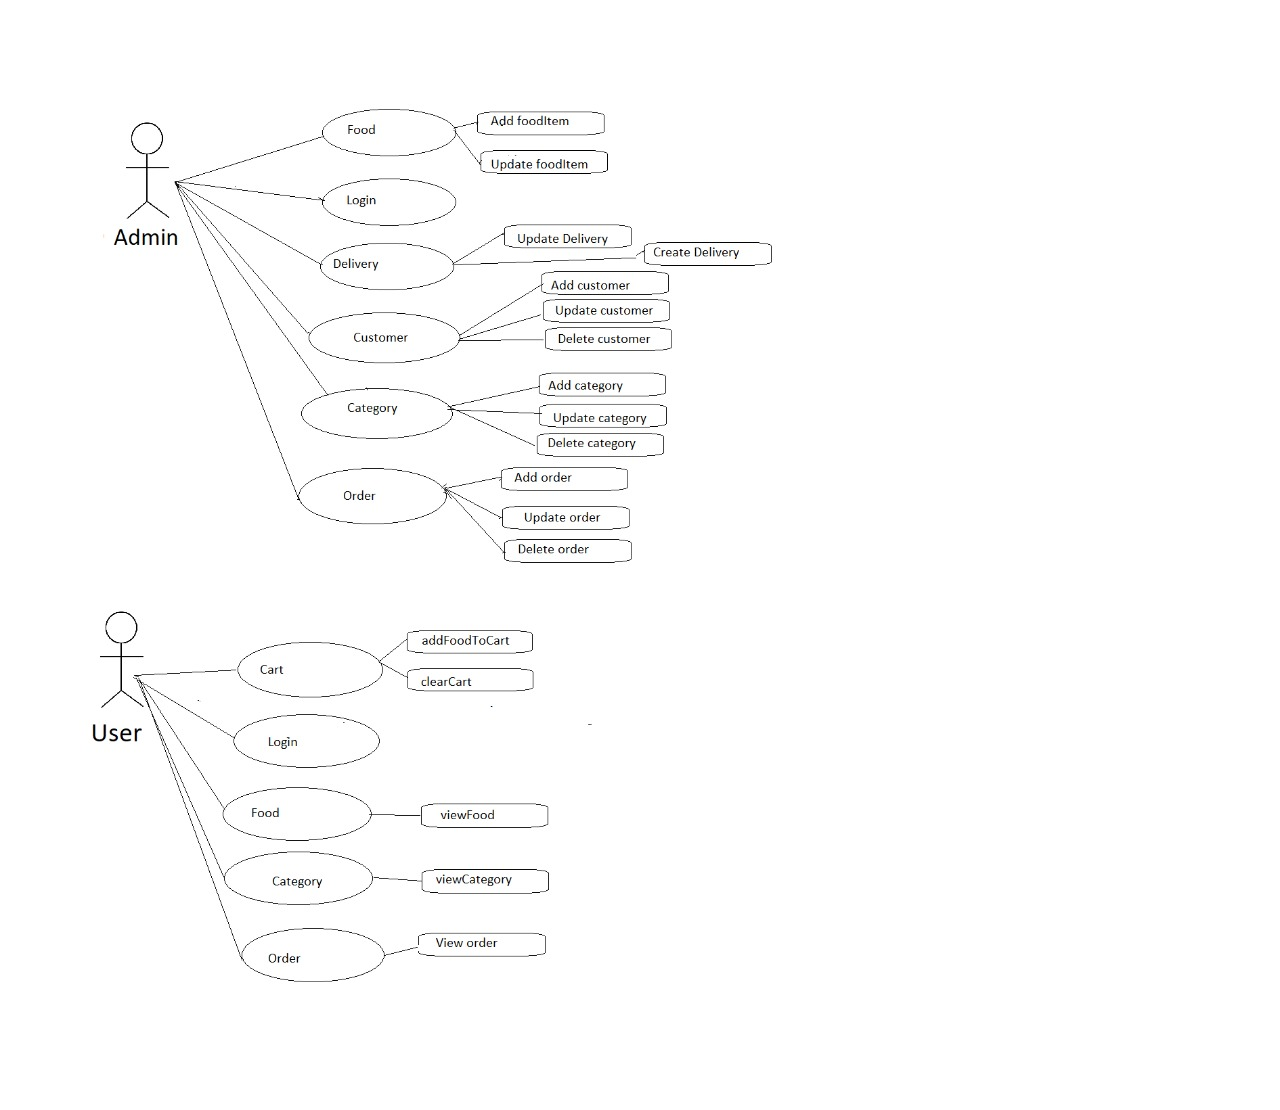 Food
Add foodItem
Update foodItem
Login
Admin
Delivery
Update Delivery
Create Delivery
Customer
Add customer
Update customer
Delete customer
Category
Add category
Update category
Delete category
Order
Add order
Update order
Delete order
User
Cart
addFoodToCart
clearCart
Login
Food
viewFood
Category
viewCategory
Order
View order